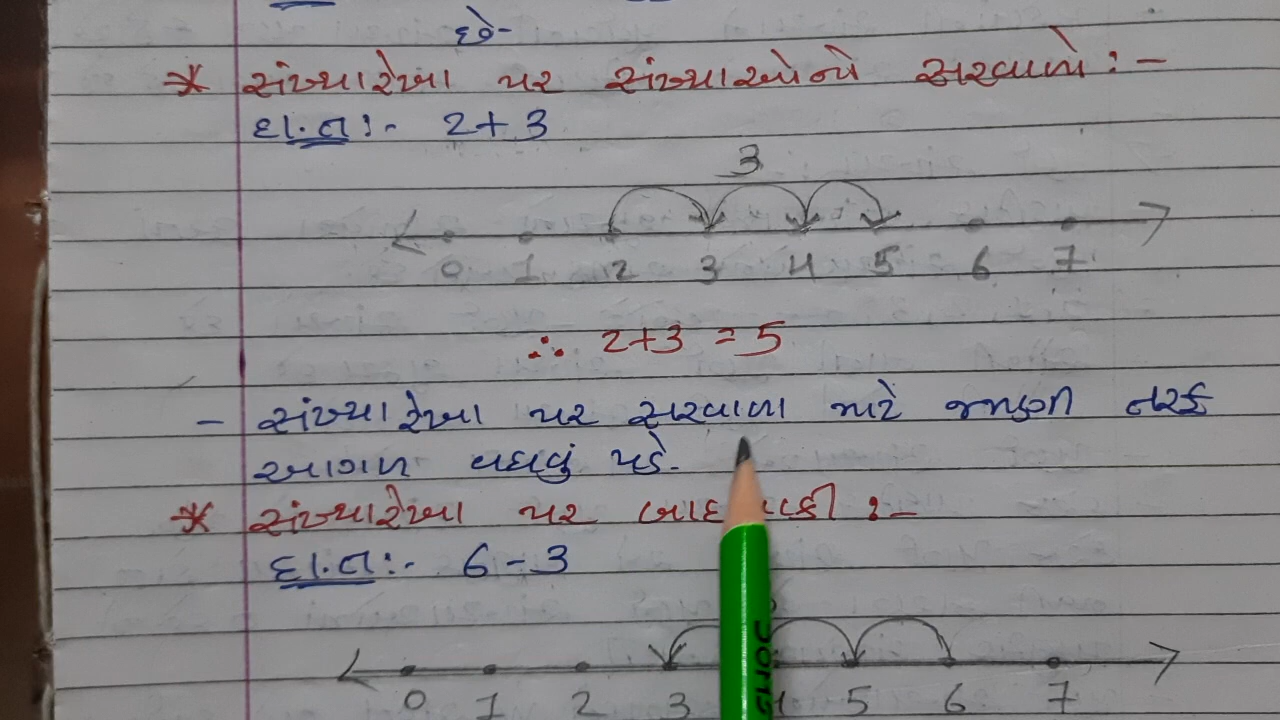 છે-
* સંખ્યારેખા પર સંખ્યાઓનો સરવાળો :-
દા.ત :- 2+3
3
0 1 2 3 4 5 6 7
∴ 2+3 = 5
- સંખ્યારેખા પર સરવાળા માટે જમણી તરફ
આગળ વધવું પડે.
* સંખ્યારેખા પર :-
દા.ત :- 6-3
0 1 2 3 4 5 6 7